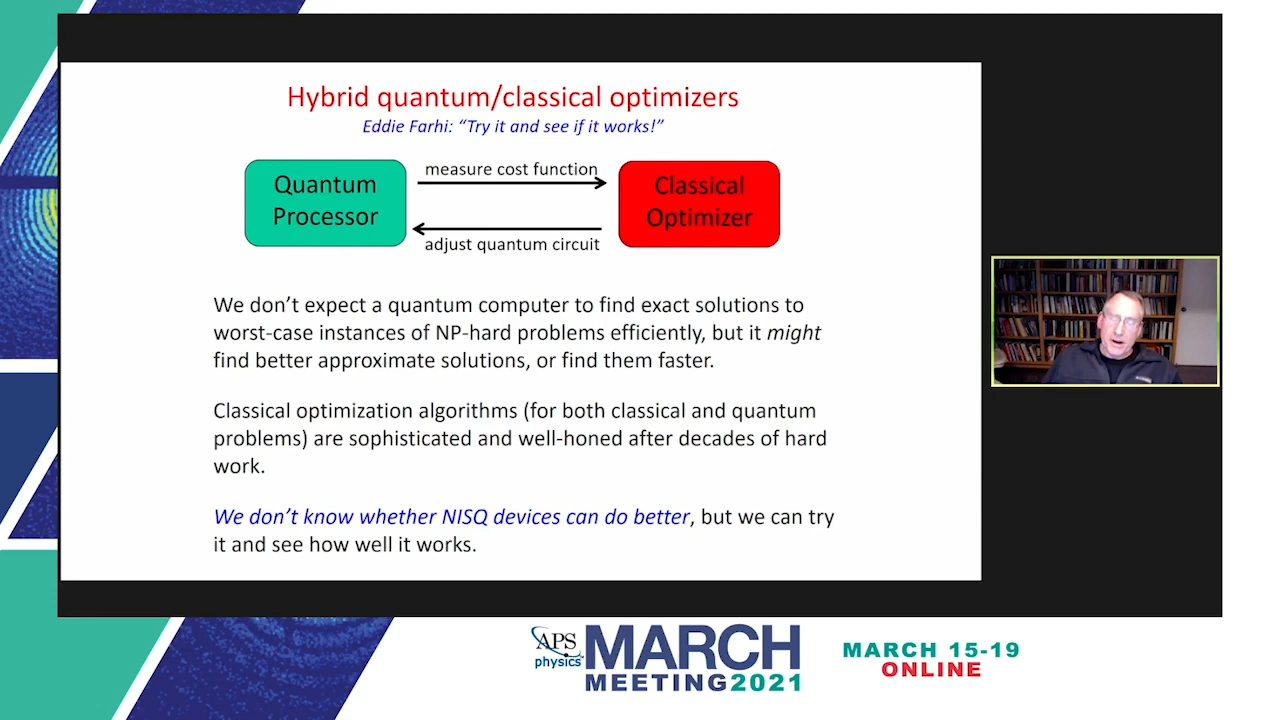 Hybrid quantum/classical optimizers
Eddie Farhi: “Try it and see if it works!”
Quantum
Processor
measure cost function
adjust quantum circuit
Classical
Optimizer
We don’t expect a quantum computer to find exact solutions to
worst-case instances of NP-hard problems efficiently, but it might
find better approximate solutions, or find them faster.
Classical optimization algorithms (for both classical and quantum
problems) are sophisticated and well-honed after decades of hard
work.
We don’t know whether NISQ devices can do better, but we can try
it and see how well it works.
APS
physics
MARCH
MEETING2021
MARCH 15-19
ONLINE